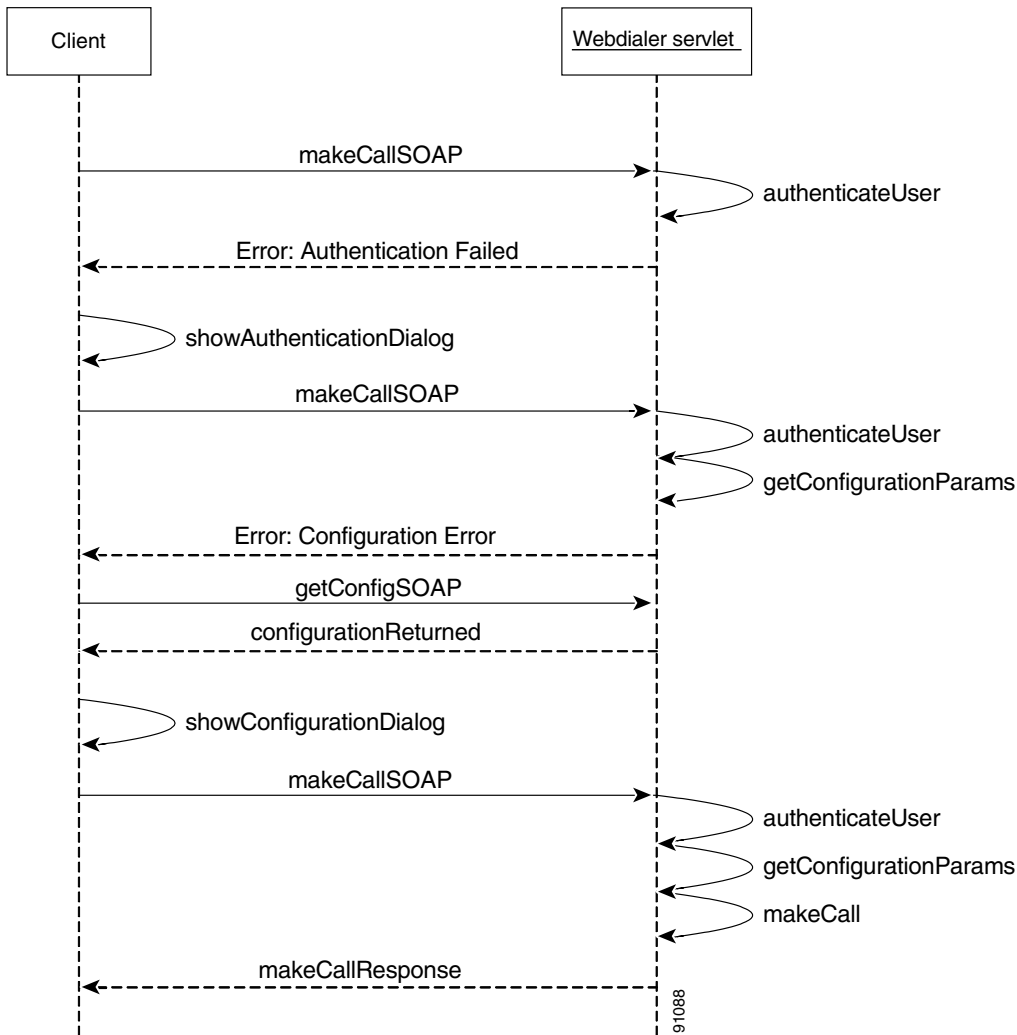 Client
Webdialer servlet
makeCallSOAP
authenticateUser
Error: Authentication Failed
showAuthenticationDialog
makeCallSOAP
authenticateUser
getConfigurationParams
Error: Configuration Error
getConfigSOAP
configurationReturned
showConfigurationDialog
makeCallSOAP
authenticateUser
getConfigurationParams
makeCall
makeCallResponse
91088